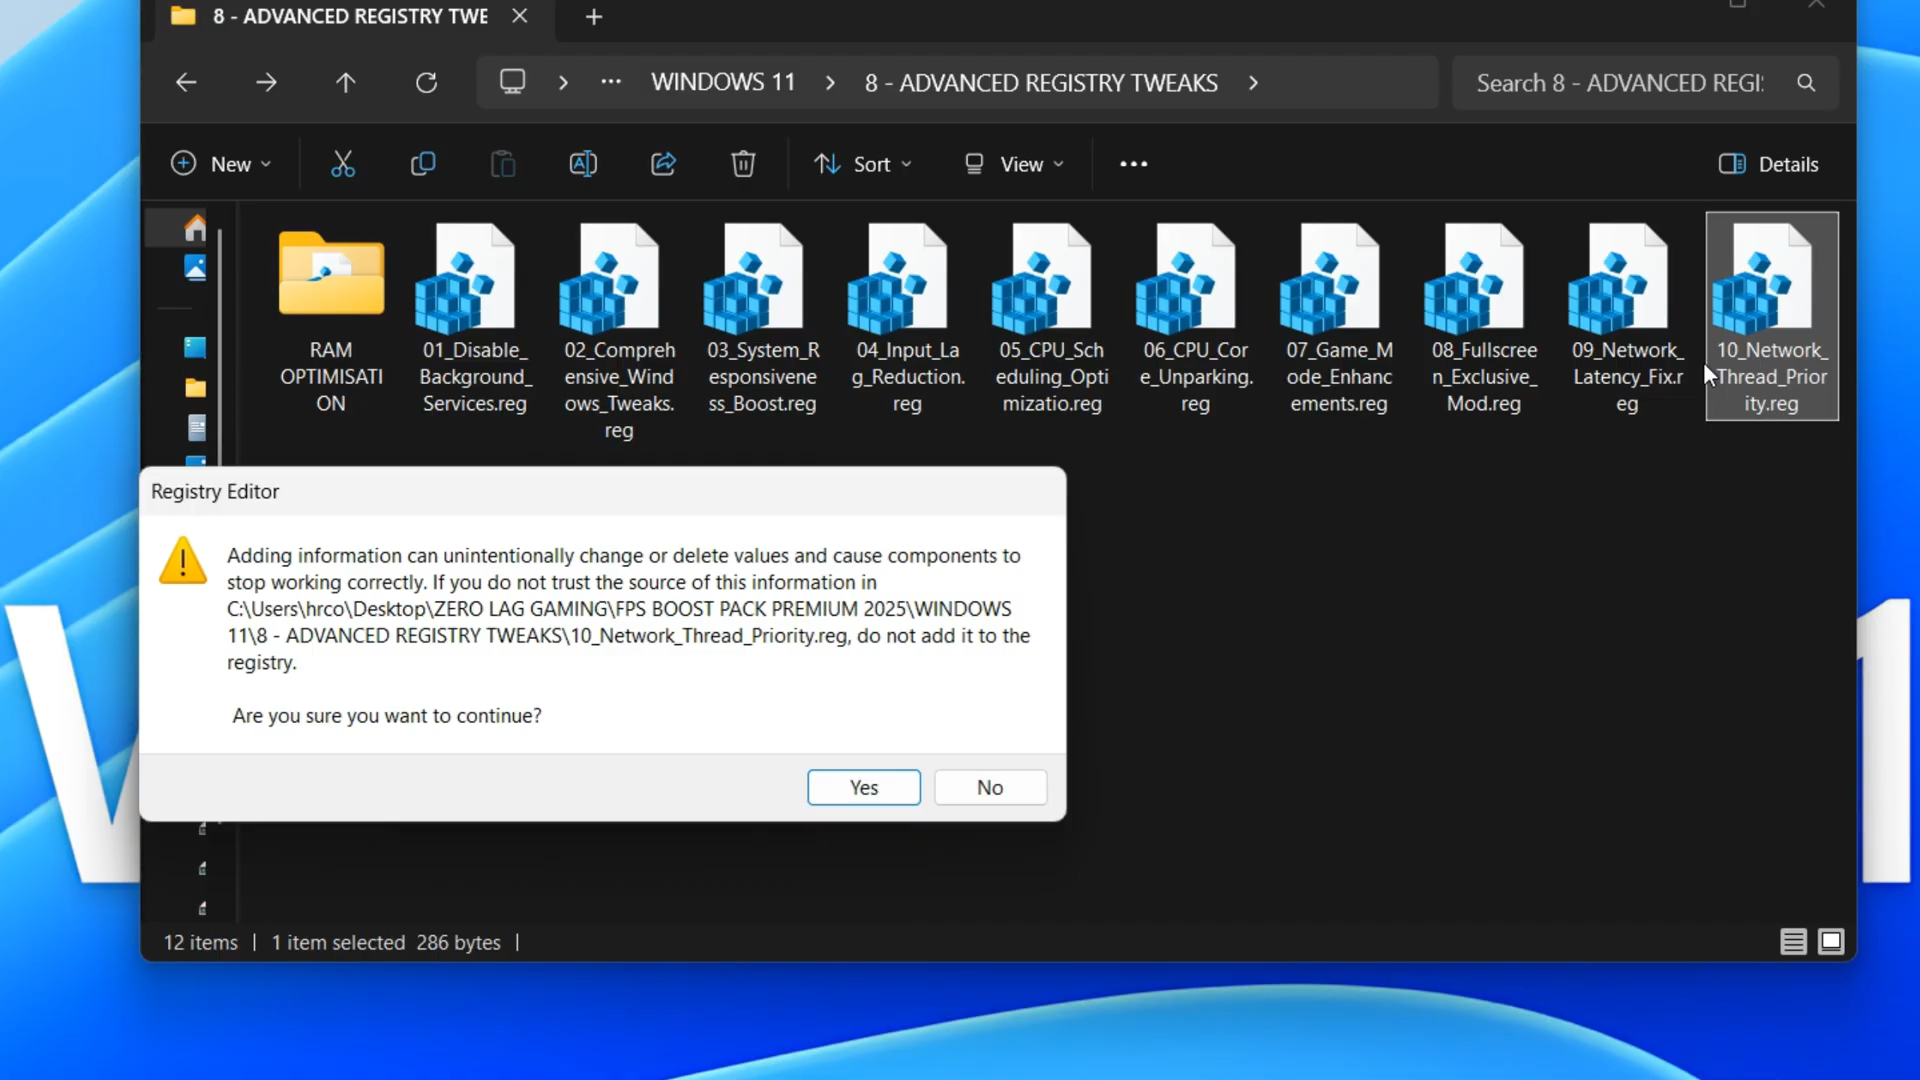 8 - ADVANCED REGISTRY TWE
WINDOWS 11
8 - ADVANCED REGISTRY TWEAKS
Search 8 - ADVANCED REGI
New
Sort
View
Details
RAM
OPTIMISATI
ON
01_Disable_
Background_
Services.reg
02_Compreh
ensive_Wind
ows_Tweaks.
reg
03_System_R
esponsivene
ss_Boost.reg
04_Input_La
g_Reduction.
reg
05_CPU_Sch
eduling_Opti
mizatio.reg
06_CPU_Cor
e_Unparking.
reg
07_Game_M
ode_Enhanc
ements.reg
08_Fullscree
n_Exclusive_
Mod.reg
09_Network_
Latency_Fix.r
eg
10_Network_
Thread_Prior
ity.reg
Registry Editor
Adding information can unintentionally change or delete values and cause components to
stop working correctly. If you do not trust the source of this information in
C:\Users\hrco\Desktop\ZERO LAG GAMING\FPS BOOST PACK PREMIUM 2025\WINDOWS
11\8 - ADVANCED REGISTRY TWEAKS\10_Network_Thread_Priority.reg, do not add it to the
registry.
Are you sure you want to continue?
Yes
No
12 items
1 item selected 286 bytes